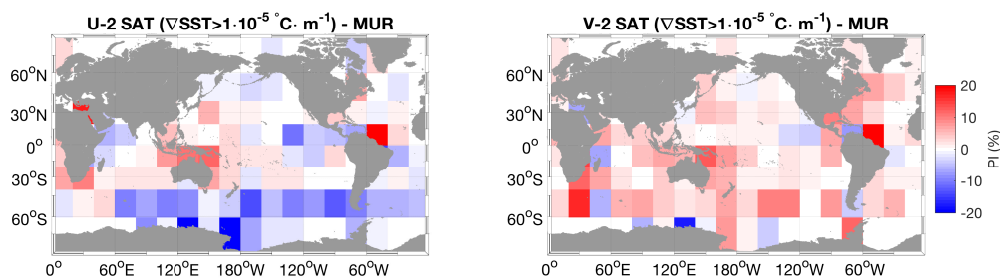 U-2 SAT (∇SST>1·10⁻⁵ °C· m⁻¹) - MUR
60°N
30°N
0°
30°S
60°S
0° 60°E 120°E 180°W 120°W 60°W
V-2 SAT (∇SST>1·10⁻⁵ °C· m⁻¹) - MUR
60°N
30°N
0°
30°S
60°S
0° 60°E 120°E 180°W 120°W 60°W
20
10
0
-10
-20
PI (%)